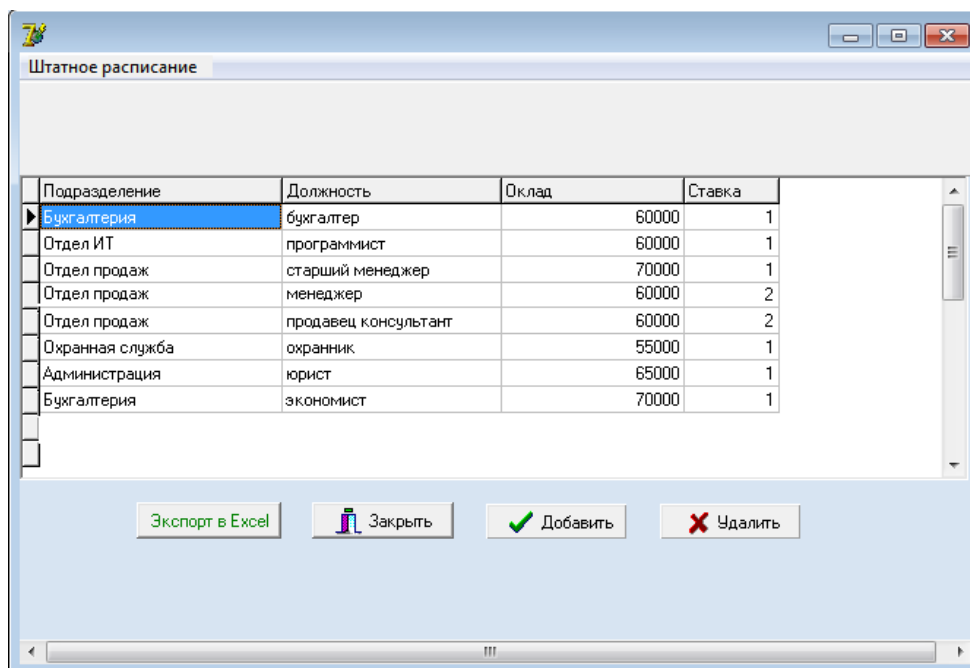 Штатное расписание
Подразделение Должность Оклад Ставка
Бухгалтерия бухгалтер 60000 1
Отдел ИТ программист 60000 1
Отдел продаж старший менеджер 70000 1
Отдел продаж менеджер 60000 2
Отдел продаж продавец консультант 60000 2
Охранная служба охранник 55000 1
Администрация юрист 65000 1
Бухгалтерия экономист 70000 1
Экспорт в Excel Закрыть Добавить Удалить